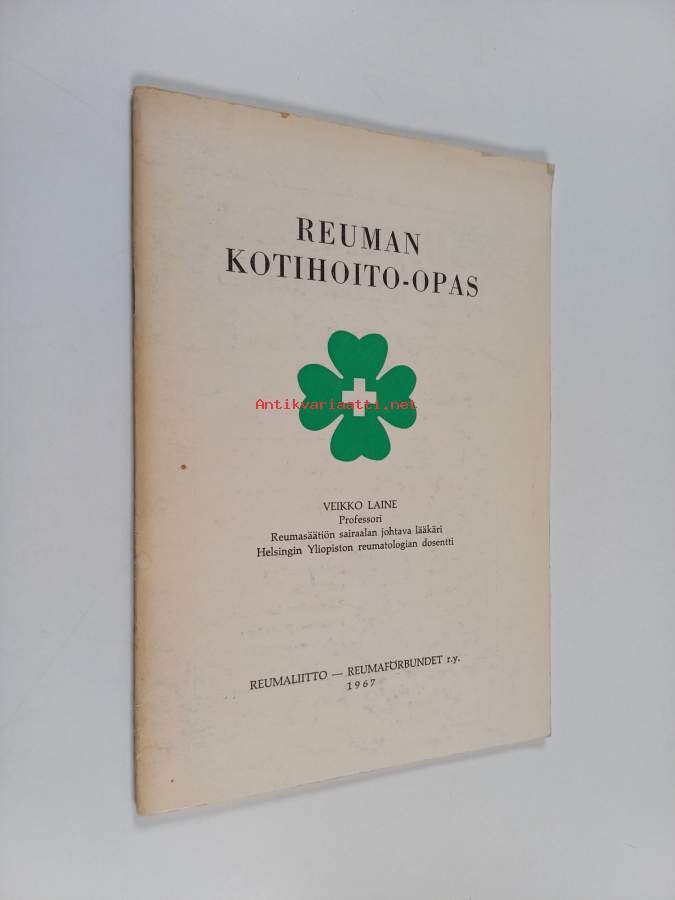 REUMAN
KOTIHOITO-OPAS
Antikvariaatti.net
VEIKKO LAINE
Professori
Reumasäätiön sairaalan johtava lääkäri
Helsingin Yliopiston reumatologian dosentti
REUMALIITTO — REUMAFÖRBUNDET r.y.
1967